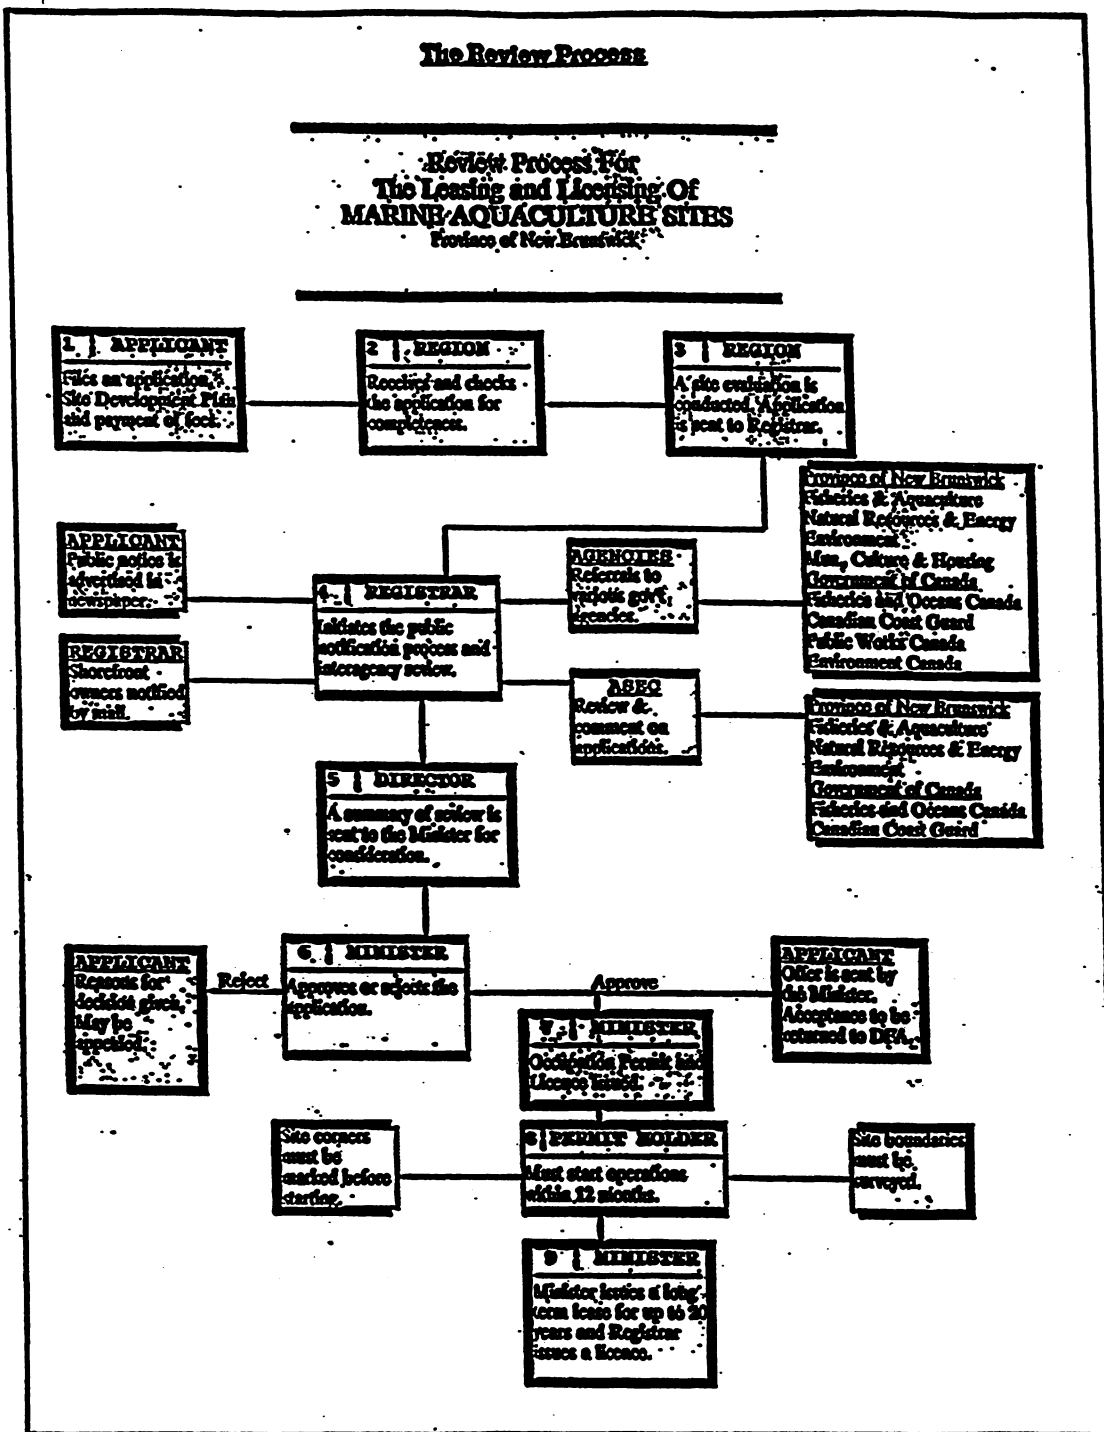 The Review Process
Review Process For
The Leasing and Licensing Of
MARINE AQUACULTURE SITES
Province of New Brunswick
1 APPLICANT
Files an application,
Site Development Plan
and payment of fees.
2 REGION
Receives and checks
the application for
completeness.
3 REGION
A site evaluation is
conducted. Application
is sent to Registrar.
Province of New Brunswick
Fisheries & Aquaculture
Natural Resources & Energy
Environment
Mun., Culture & Housing
Government of Canada
Fisheries and Oceans Canada
Canadian Coast Guard
Public Works Canada
Environment Canada
APPLICANT
Public notice is
advertised in
newspaper.
AGENCIES
Referrals to
various gov't.
agencies.
4 REGISTRAR
Initiates the public
notification process and
interagency review.
REGISTRAR
Shorefront
owners notified
by mail.
ASEC
Review &
comment on
applications.
Province of New Brunswick
Fisheries & Aquaculture
Natural Resources & Energy
Environment
Government of Canada
Fisheries and Oceans Canada
Canadian Coast Guard
5 DIRECTOR
A summary of review is
sent to the Minister for
consideration.
6 MINISTER
Approves or rejects the
application.
Reject
APPLICANT
Reasons for
decision given.
May be
appealed.
Approve
APPLICANT
Offer is sent by
the Minister.
Acceptance to be
returned to DFA.
7 MINISTER
Occupation Permit and
Licence issued.
8 PERMIT HOLDER
Must start operations
within 12 months.
Site corners
must be
marked before
starting.
Site boundaries
must be
surveyed.
9 MINISTER
Minister issues a long
term lease for up to 20
years and Registrar
issues a licence.